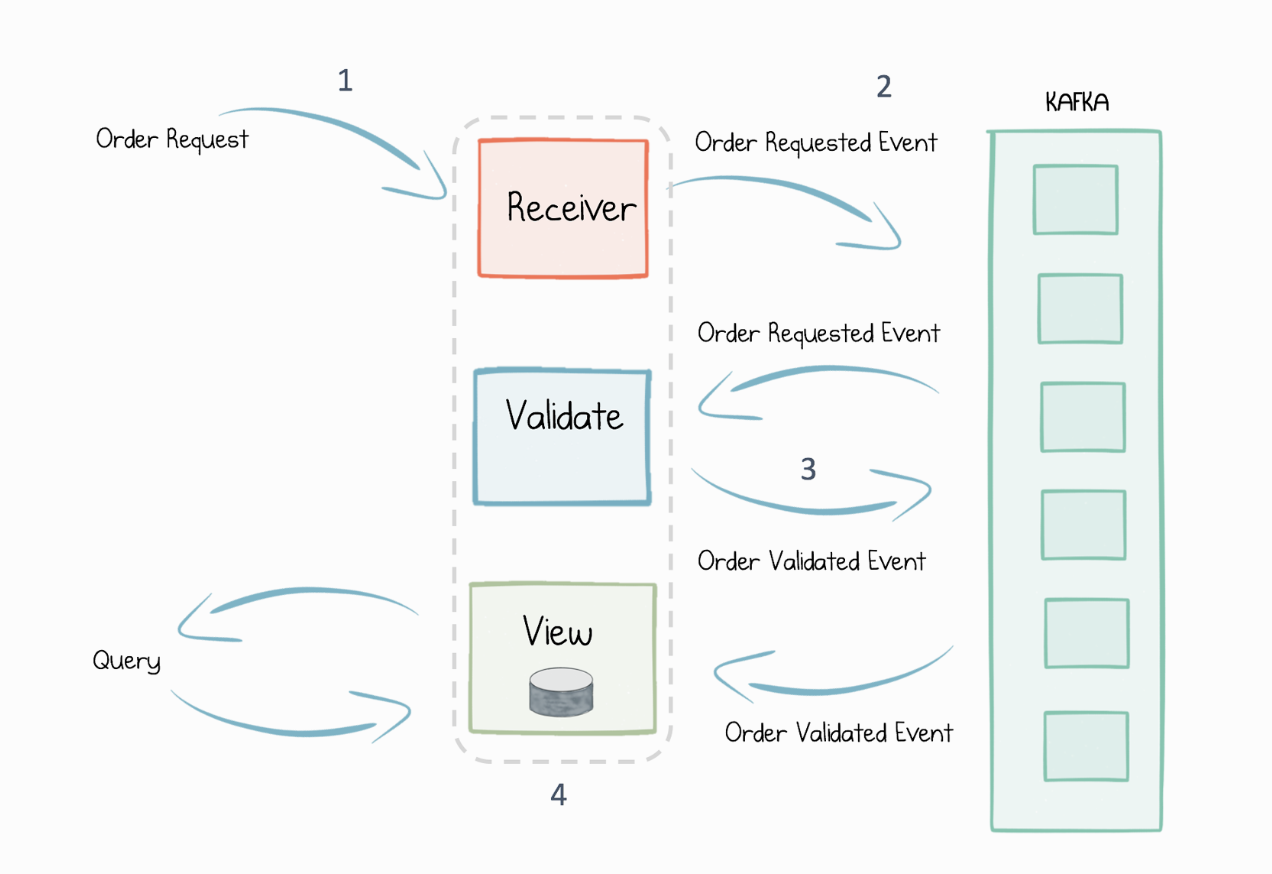 1
2
KAFKA
Order Request
Order Requested Event
Receiver
Order Requested Event
Validate
3
Order Validated Event
View
Query
Order Validated Event
4